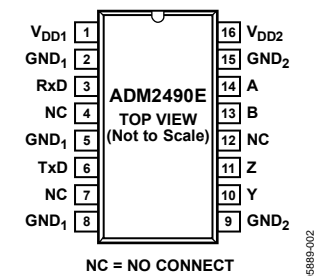 VDD1 1 16 VDD2
GND1 2 15 GND2
RxD 3 14 A
NC 4 13 B
GND1 5 12 NC
TxD 6 11 Z
NC 7 10 Y
GND1 8 9 GND2
ADM2490E
TOP VIEW
(Not to Scale)
NC = NO CONNECT
5889-002